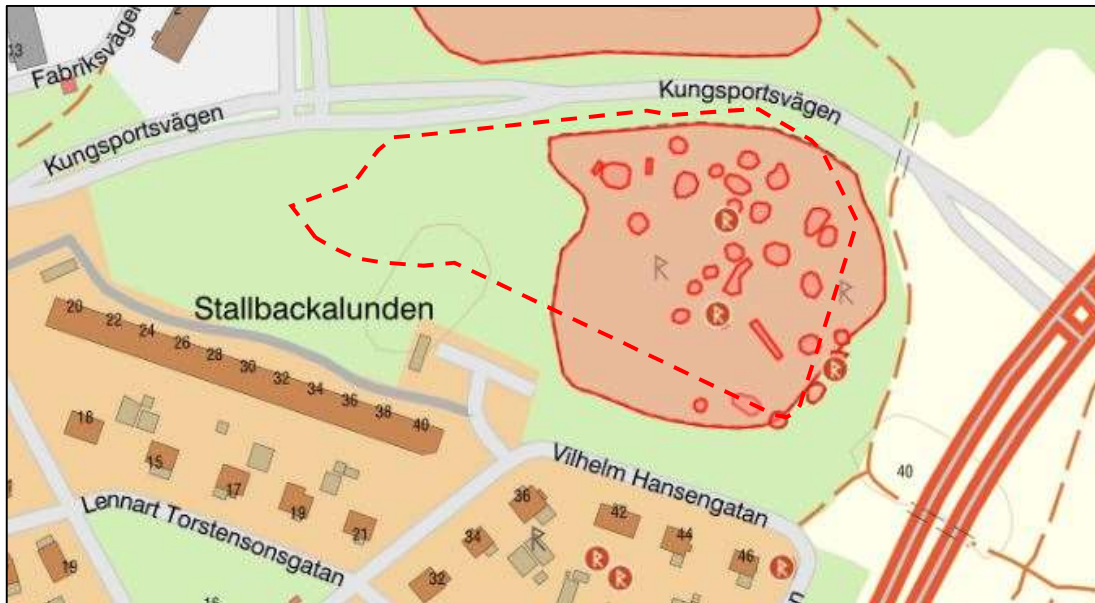 Fabriksvägen
Kungsportsvägen
Kungsportsvägen
R
R
R
Stallbackalunden
R
R
20
22
24
26
28
30
32
34
36
38
40
18
15
17
19
21
Vilhelm Hansengatan
40
36
42
34
44
R
46
32
R
R
R
Lennart Torstensonsgatan
19